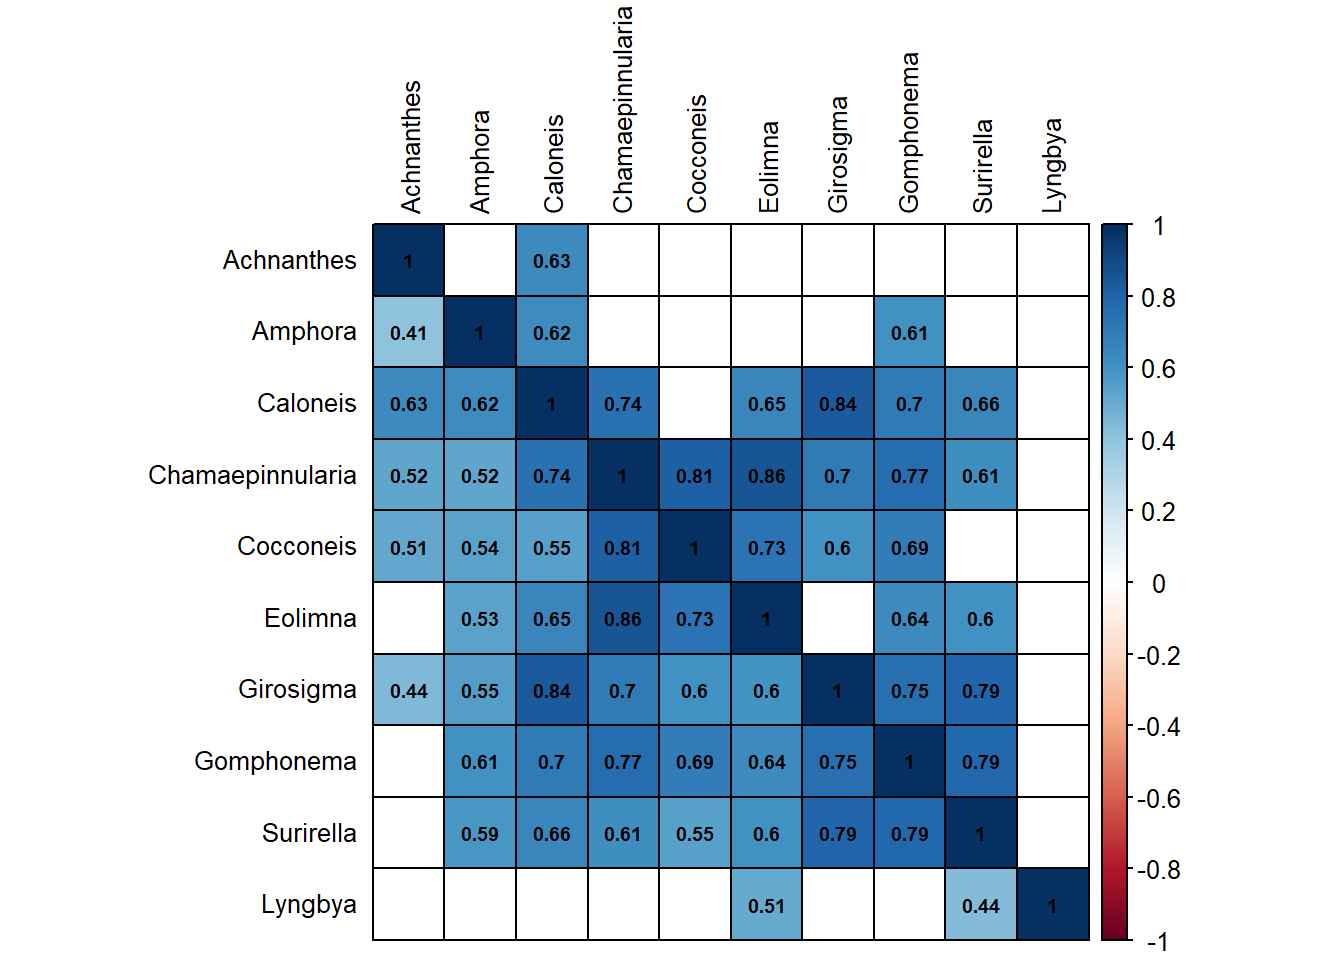 Achnanthes Amphora Caloneis Chamaepinnularia Cocconeis Eolimna Girosigma Gomphonema Surirella Lyngbya
Achnanthes 1 0.63
Amphora 0.41 1 0.62 0.61
Caloneis 0.63 0.62 1 0.74 0.65 0.84 0.7 0.66
Chamaepinnularia 0.52 0.52 0.74 1 0.81 0.86 0.7 0.77 0.61
Cocconeis 0.51 0.54 0.55 0.81 1 0.73 0.6 0.69
Eolimna 0.53 0.65 0.86 0.73 1 0.64 0.6
Girosigma 0.44 0.55 0.84 0.7 0.6 0.6 1 0.75 0.79
Gomphonema 0.61 0.7 0.77 0.69 0.64 0.75 1 0.79
Surirella 0.59 0.66 0.61 0.55 0.6 0.79 0.79 1
Lyngbya 0.51 0.44 1
1
0.8
0.6
0.4
0.2
0
-0.2
-0.4
-0.6
-0.8
-1